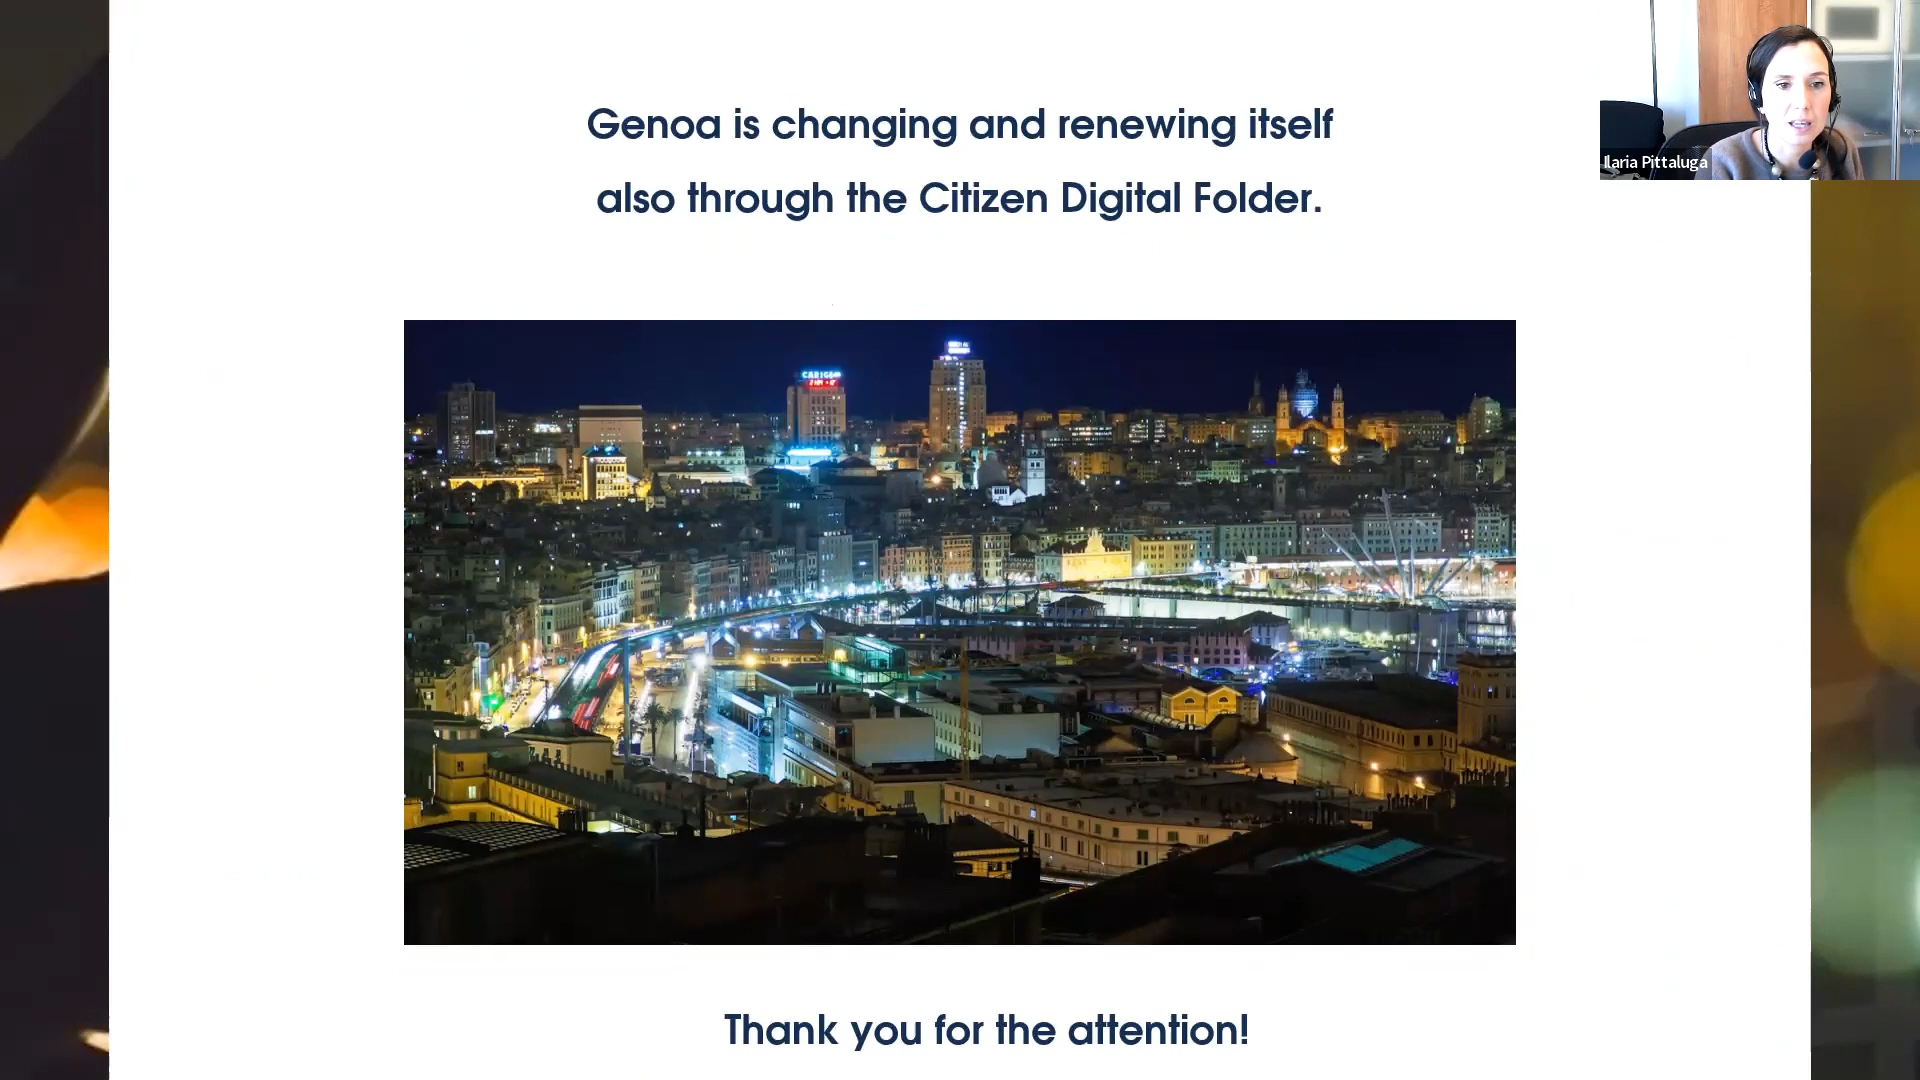 Genoa is changing and renewing itself
also through the Citizen Digital Folder.
Ilaria Pittaluga
Thank you for the attention!